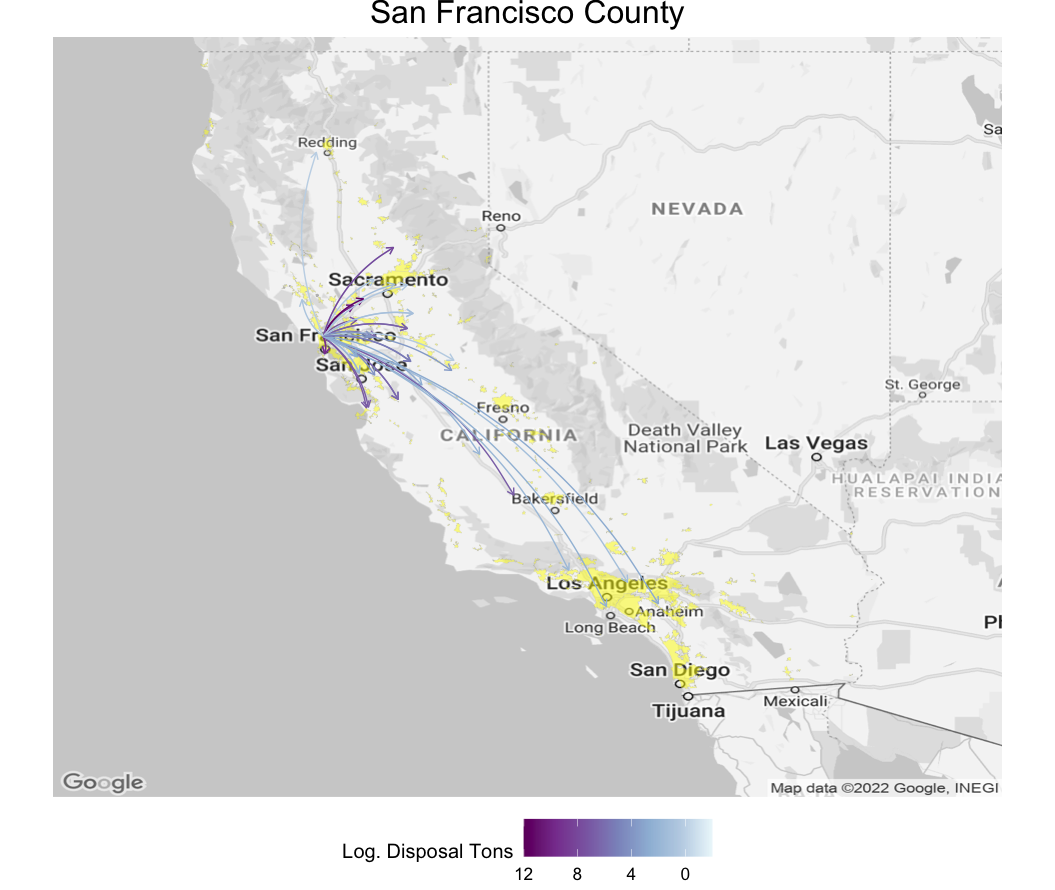 San Francisco County
Redding
Sa
Reno
NEVADA
Sacramento
San Francisco
San Jose
St. George
Fresno
CALIFORNIA
Death Valley
National Park
Las Vegas
HUALAPAI INDIA
RESERVATION
Bakersfield
Los Angeles
Anaheim
Long Beach
Ph
San Diego
Tijuana
Mexicali
Google
Map data ©2022 Google, INEGI
Log. Disposal Tons
12 8 4 0